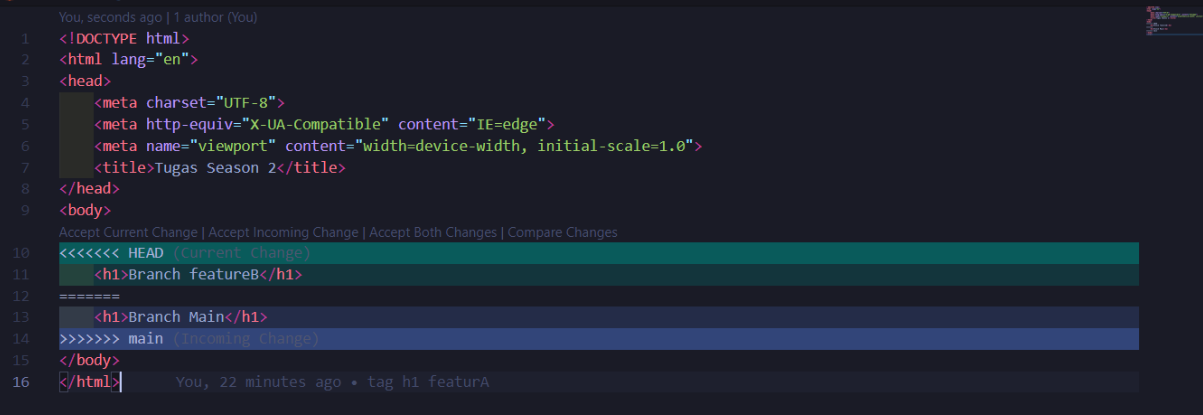 You, seconds ago | 1 author (You)
1 <!DOCTYPE html>
2 <html lang="en">
3 <head>
4     <meta charset="UTF-8">
5     <meta http-equiv="X-UA-Compatible" content="IE=edge">
6     <meta name="viewport" content="width=device-width, initial-scale=1.0">
7     <title>Tugas Season 2</title>
8 </head>
9 <body>
Accept Current Change | Accept Incoming Change | Accept Both Changes | Compare Changes
10 <<<<<<< HEAD (Current Change)
11     <h1>Branch featureB</h1>
12 =======
13     <h1>Branch Main</h1>
14 >>>>>>> main (Incoming Change)
15 </body>
16 </html> You, 22 minutes ago • tag h1 featurA